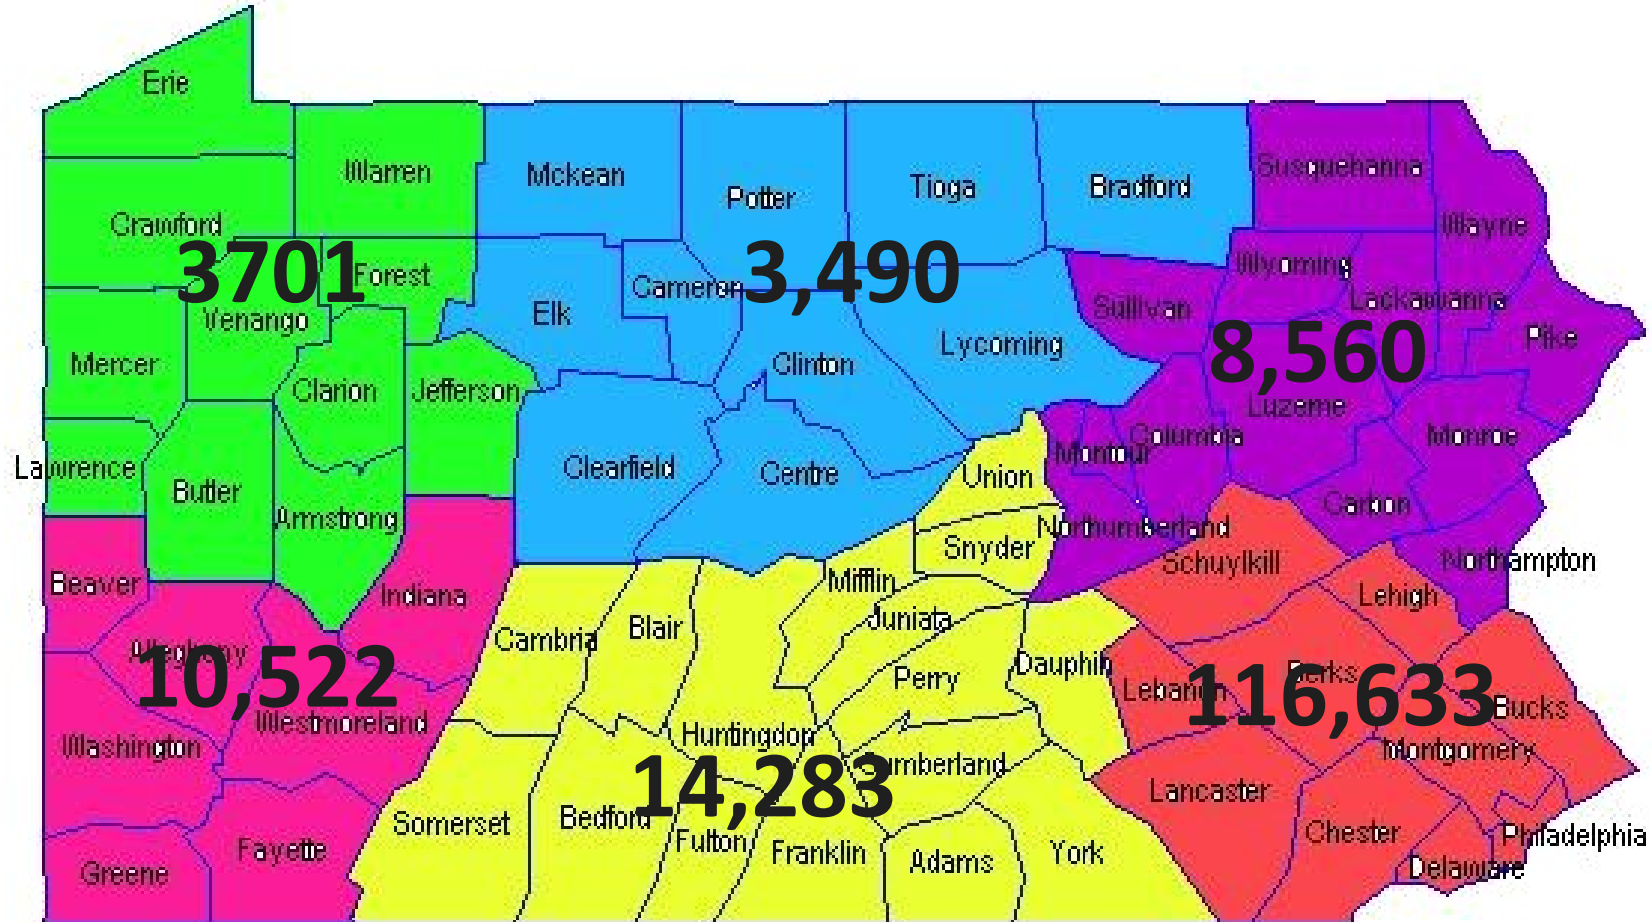 Erie
Warren
Mckean
Potter
Tioga
Bradford
Susquehanna
Wayne
Crawford
3701
Forest
Venango
Elk
Cameron
3,490
Wyoming
Lackawanna
Sullivan
8,560
Pike
Mercer
Clarion
Jefferson
Clinton
Lycoming
Luzerne
Monroe
Lawrence
Butler
Armstrong
Clearfield
Centre
Union
Montour
Columbia
Carbon
Northumberland
Snyder
Schuylkill
Northampton
Beaver
Indiana
Mifflin
Juniata
Lehigh
Allegheny
10,522
Westmoreland
Washington
Cambria
Blair
Perry
Dauphin
Lebanon
Berks
116,633
Bucks
Huntingdon
Cumberland
14,283
Montgomery
Lancaster
Somerset
Bedford
Fulton
Franklin
Adams
York
Chester
Philadelphia
Delaware
Greene
Fayette